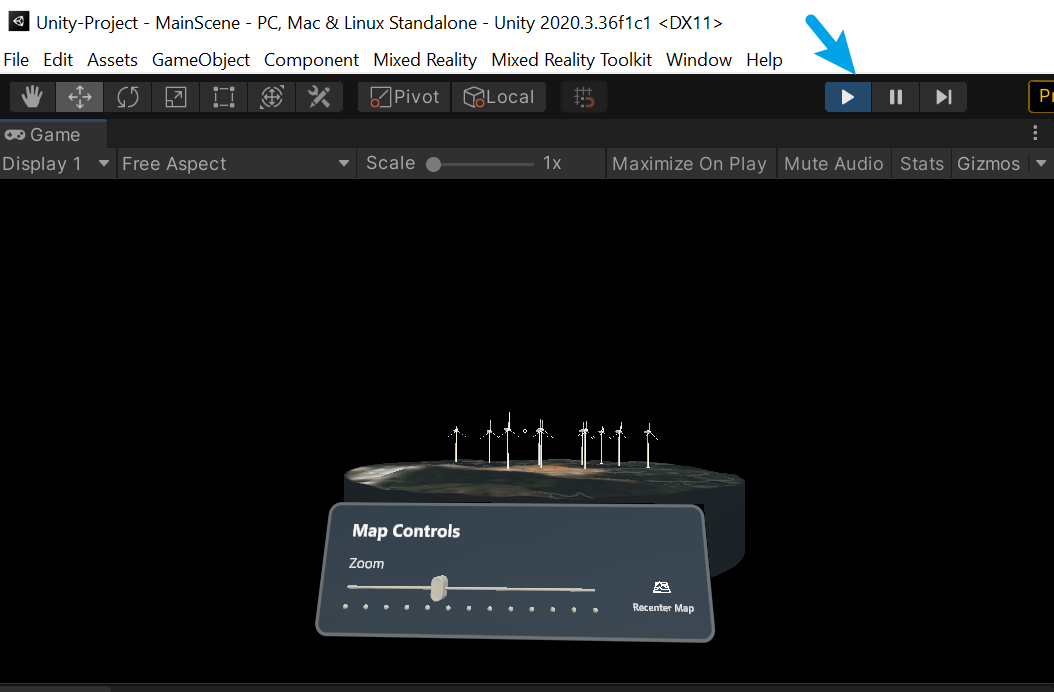 Unity-Project - MainScene - PC, Mac & Linux Standalone - Unity 2020.3.36f1c1 <DX11>
File Edit Assets GameObject Component Mixed Reality Mixed Reality Toolkit Window Help
Pivot Local
Game
Display 1 Free Aspect Scale 1x Maximize On Play Mute Audio Stats Gizmos
Map Controls
Zoom
Recenter Map